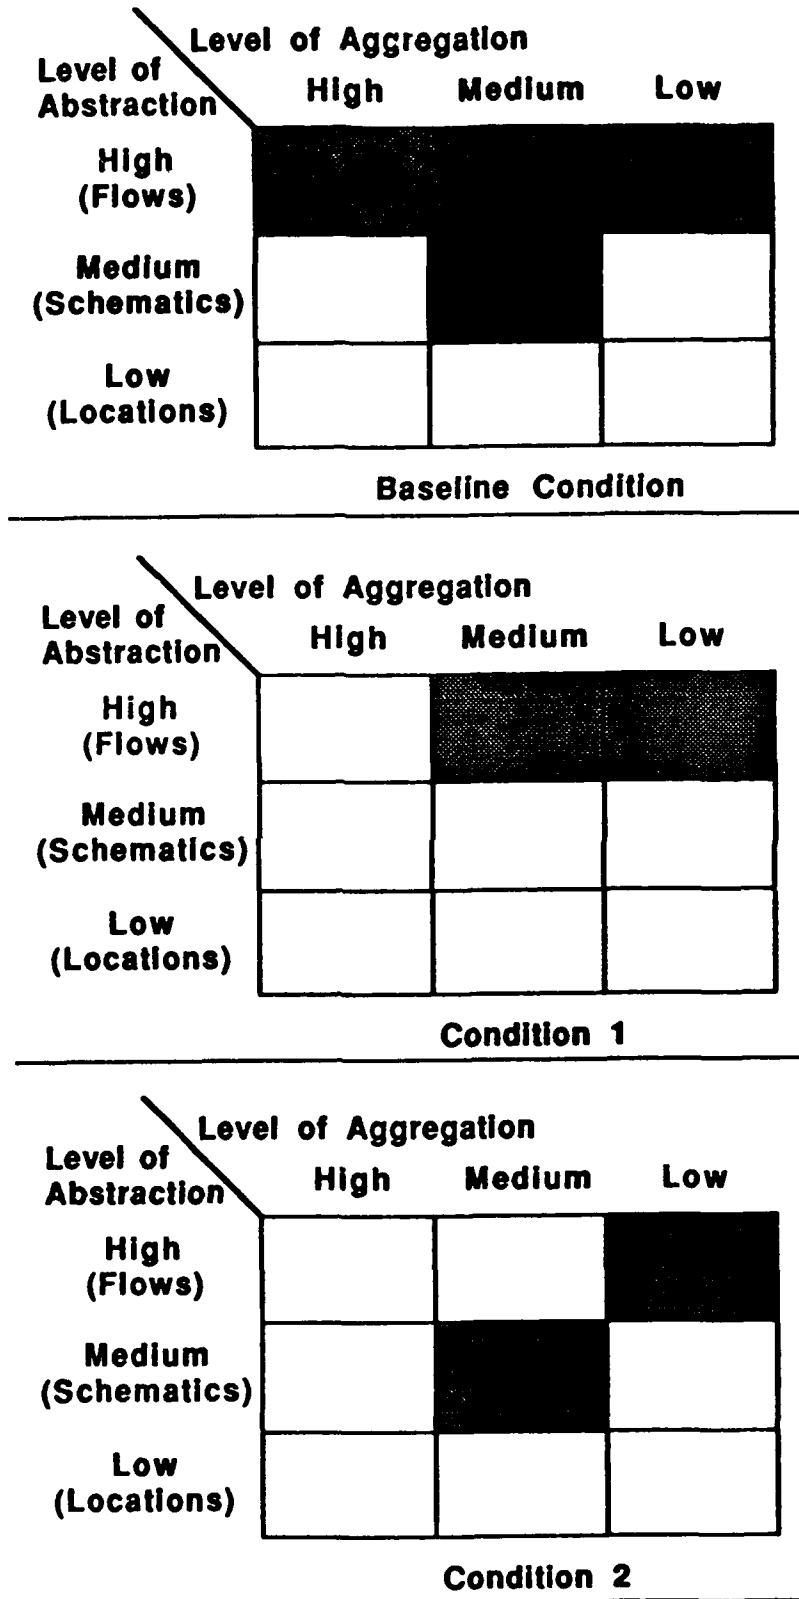 Level of Aggregation
Level of
Abstraction
High Medium Low
High
(Flows)
Medium
(Schematics)
Low
(Locations)
Baseline Condition
Level of Aggregation
Level of
Abstraction
High Medium Low
High
(Flows)
Medium
(Schematics)
Low
(Locations)
Condition 1
Level of Aggregation
Level of
Abstraction
High Medium Low
High
(Flows)
Medium
(Schematics)
Low
(Locations)
Condition 2